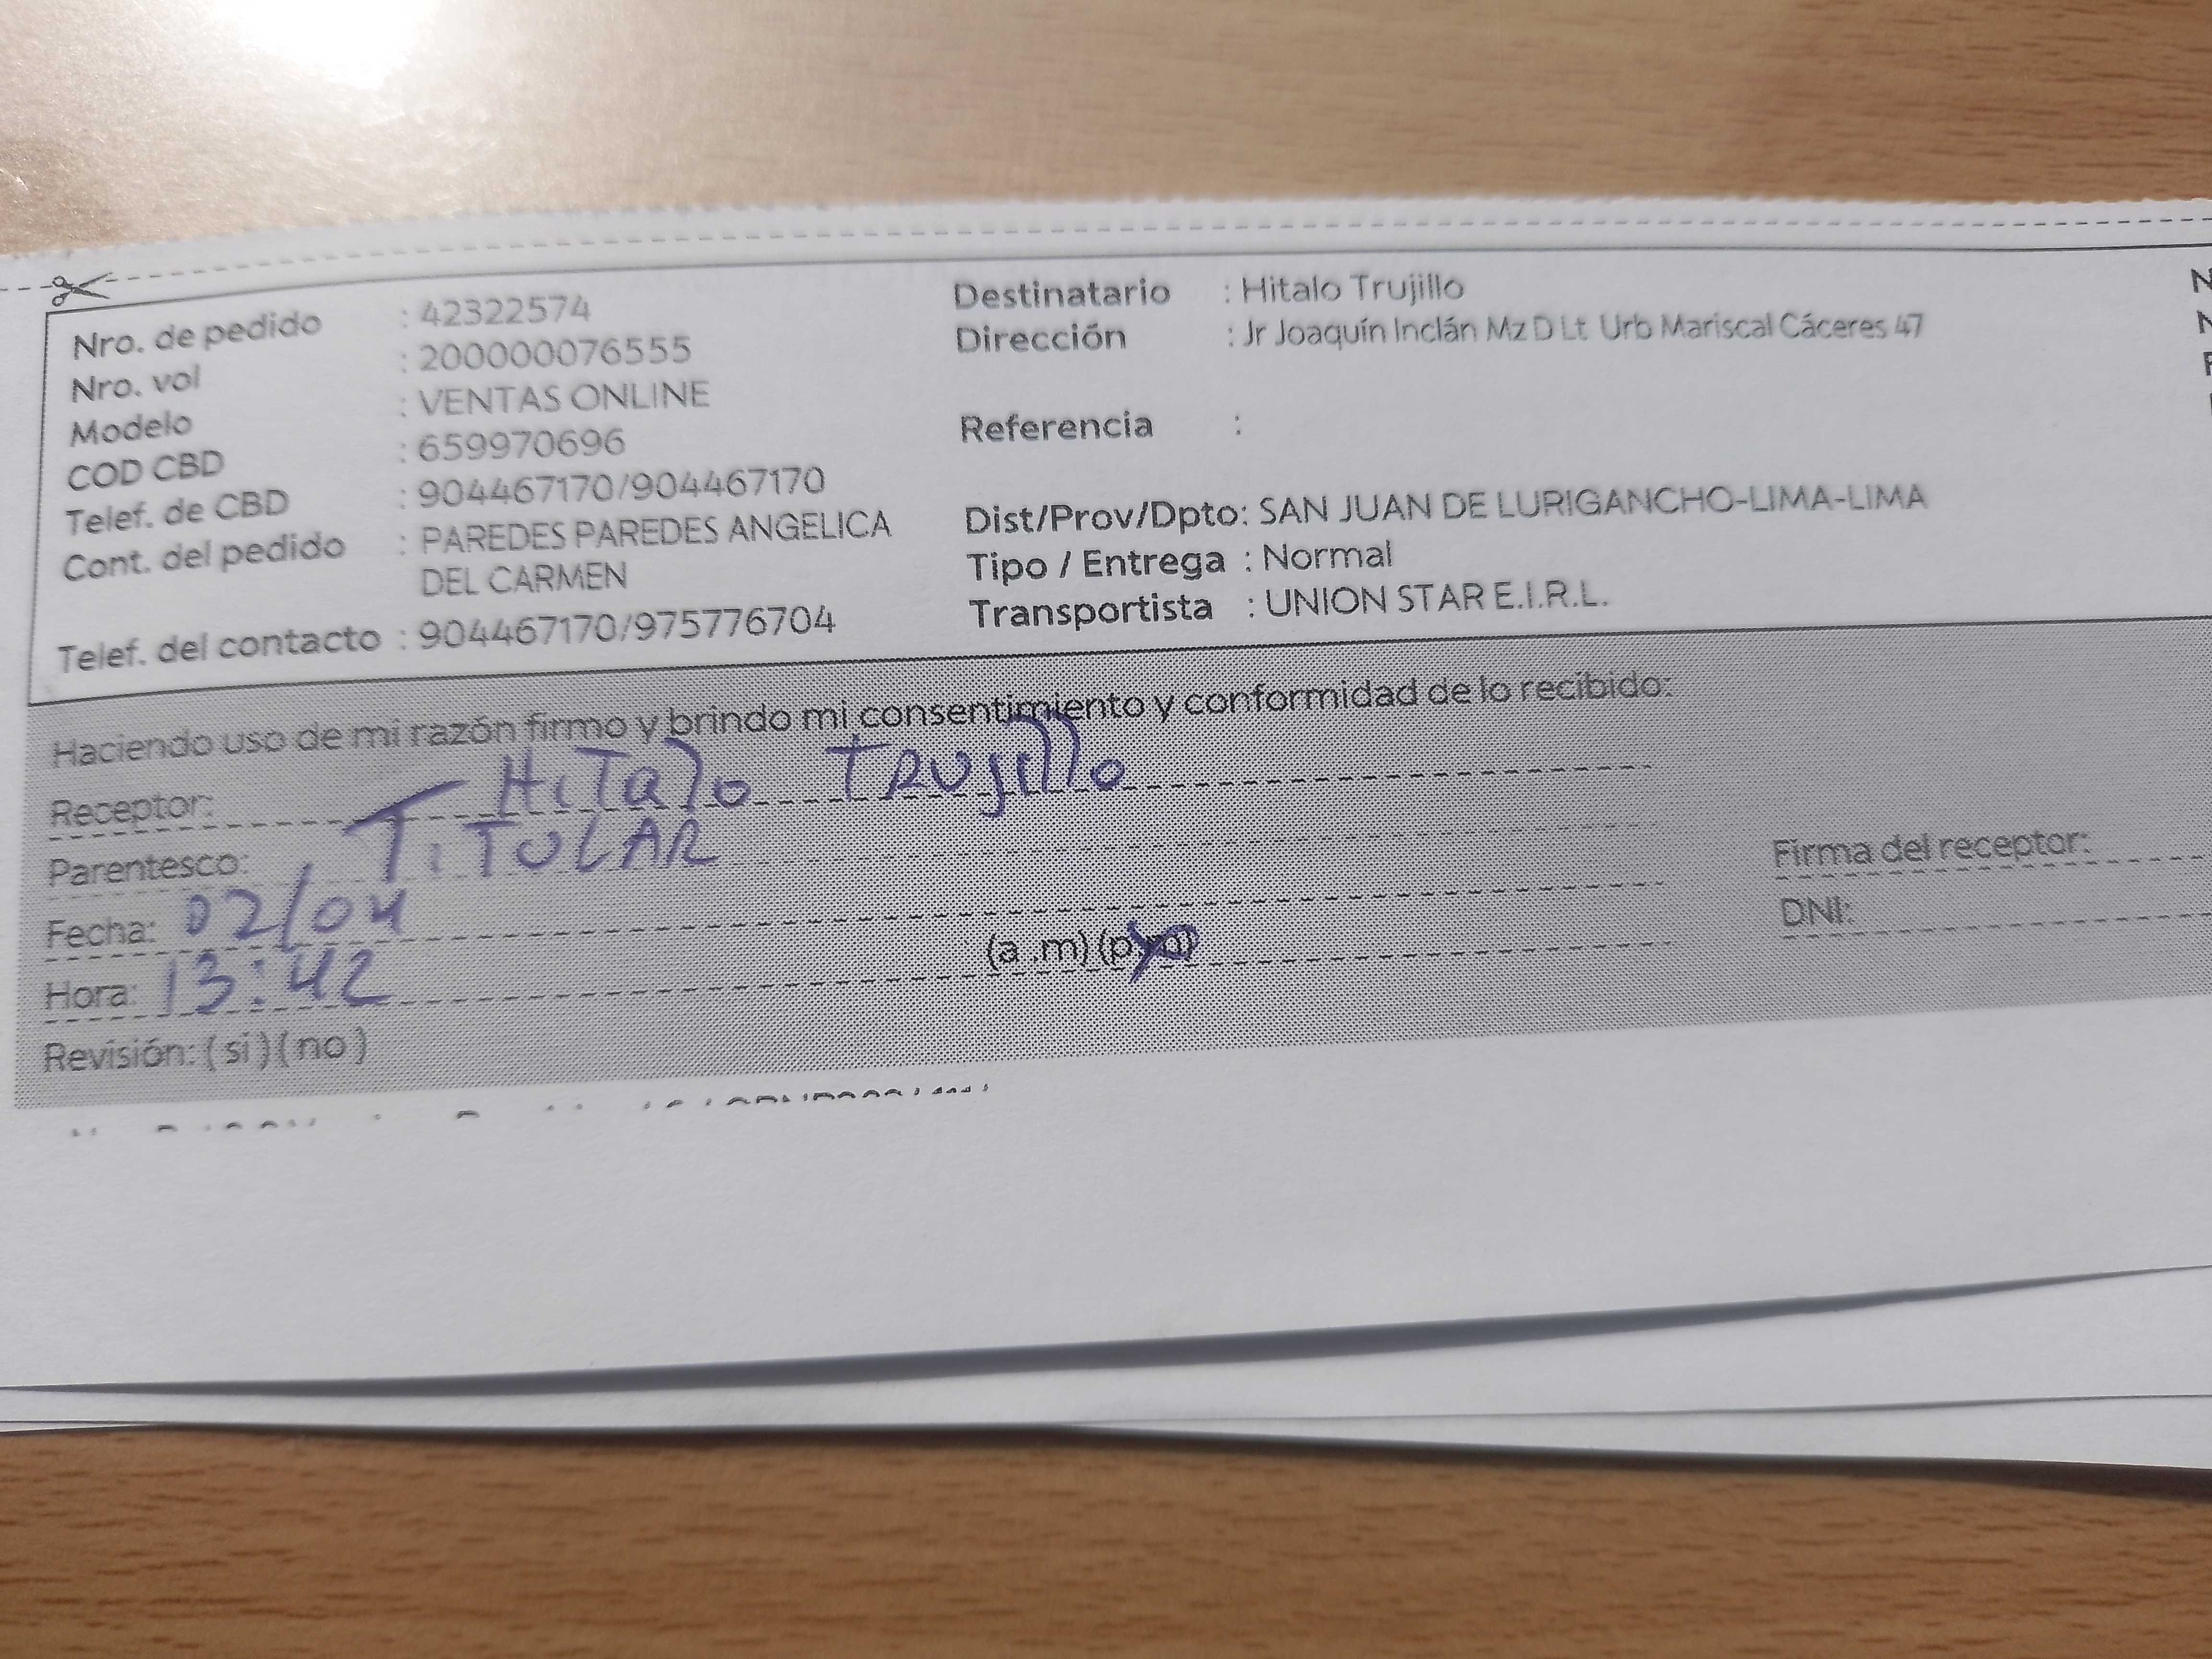 Nro. de pedido : 42322574
Nro. vol : 200000076555
Modelo : VENTAS ONLINE
COD CBD : 659970696
Telef. de CBD : 904467170/904467170
Cont. del pedido : PAREDES PAREDES ANGELICA
DEL CARMEN
Telef. del contacto : 904467170/975776704
Destinatario : Hitalo Trujillo
Dirección : Jr Joaquín Inclán Mz D Lt Urb Mariscal Cáceres 47
Referencia :
Dist/Prov/Dpto: SAN JUAN DE LURIGANCHO-LIMA-LIMA
Tipo / Entrega : Normal
Transportista : UNION STAR E.I.R.L.
Haciendo uso de mi razón firmo y brindo mi consentimiento y conformidad de lo recibido:
Receptor: HiTalo TRujillo
Parentesco: TiTULAR
Fecha: 02/04
Hora: 13:42 (a .m) (p.m)
Revisión: ( si ) ( no )
Firma del receptor:
DNI: